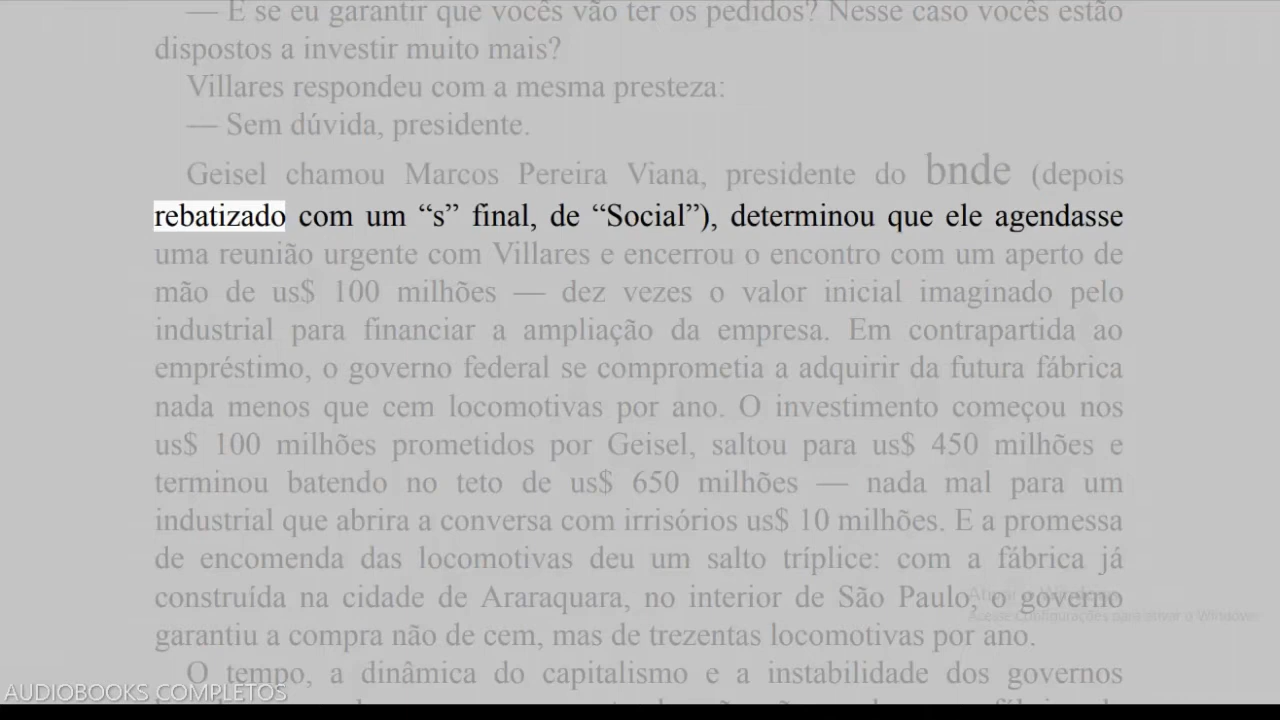 — E se eu garantir que vocês vão ter os pedidos? Nesse caso vocês estão
dispostos a investir muito mais?
Villares respondeu com a mesma presteza:
— Sem dúvida, presidente.
Geisel chamou Marcos Pereira Viana, presidente do bnde (depois
rebatizado com um “s” final, de “Social”), determinou que ele agendasse
uma reunião urgente com Villares e encerrou o encontro com um aperto de
mão de us$ 100 milhões — dez vezes o valor inicial imaginado pelo
industrial para financiar a ampliação da empresa. Em contrapartida ao
empréstimo, o governo federal se comprometia a adquirir da futura fábrica
nada menos que cem locomotivas por ano. O investimento começou nos
us$ 100 milhões prometidos por Geisel, saltou para us$ 450 milhões e
terminou batendo no teto de us$ 650 milhões — nada mal para um
industrial que abrira a conversa com irrisórios us$ 10 milhões. E a promessa
de encomenda das locomotivas deu um salto tríplice: com a fábrica já
construída na cidade de Araraquara, no interior de São Paulo, o governo
garantiu a compra não de cem, mas de trezentas locomotivas por ano.
O tempo, a dinâmica do capitalismo e a instabilidade dos governos
Ativar o Windows
Acesse Configurações para ativar o Windows.
AUDIOBOOKS COMPLETOS